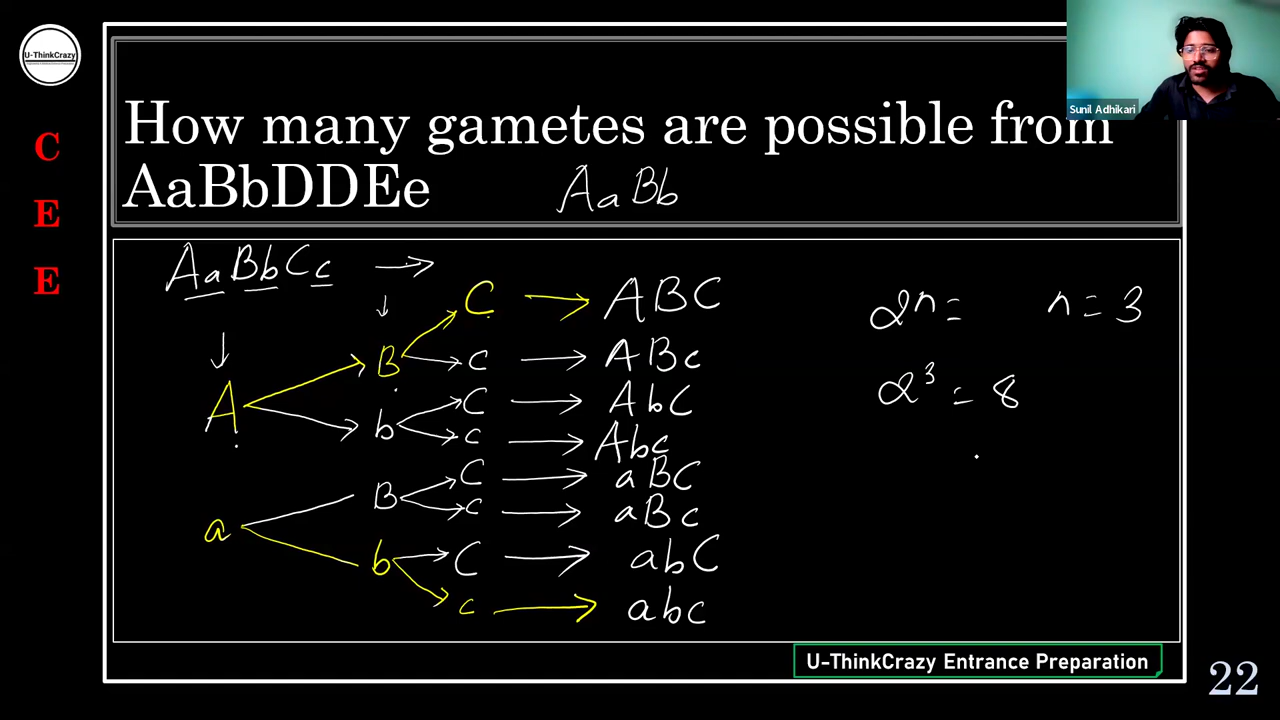 U-ThinkCrazy
C
E
E
Sunil Adhikari
How many gametes are possible from
AaBbDDEe
AaBb
AaBbCc →
↓
↓
A
a
B
b
B
b
C → ABC
c → ABc
C → AbC
c → Abc
C → aBC
c → aBc
C → abC
c → abc
2n = n = 3
2³ = 8
U-ThinkCrazy Entrance Preparation
22